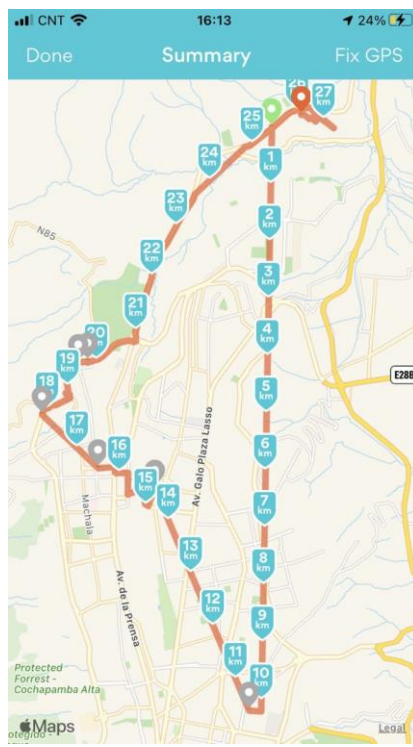 CNT 16:13 24%
Done Summary Fix GPS
26
27 km
25 km
1 km
24 km
23 km
2 km
N85
22 km
3 km
21 km
4 km
20
19 km
E28B
18
5 km
17 km
Av. Galo Plaza Lasso
16 km
6 km
15 km
14 km
7 km
Machala
13 km
8 km
Av. de la Prensa
12 km
9 km
11 km
10 km
Protected
Forrest -
Cochapamba Alta
Maps
Legal